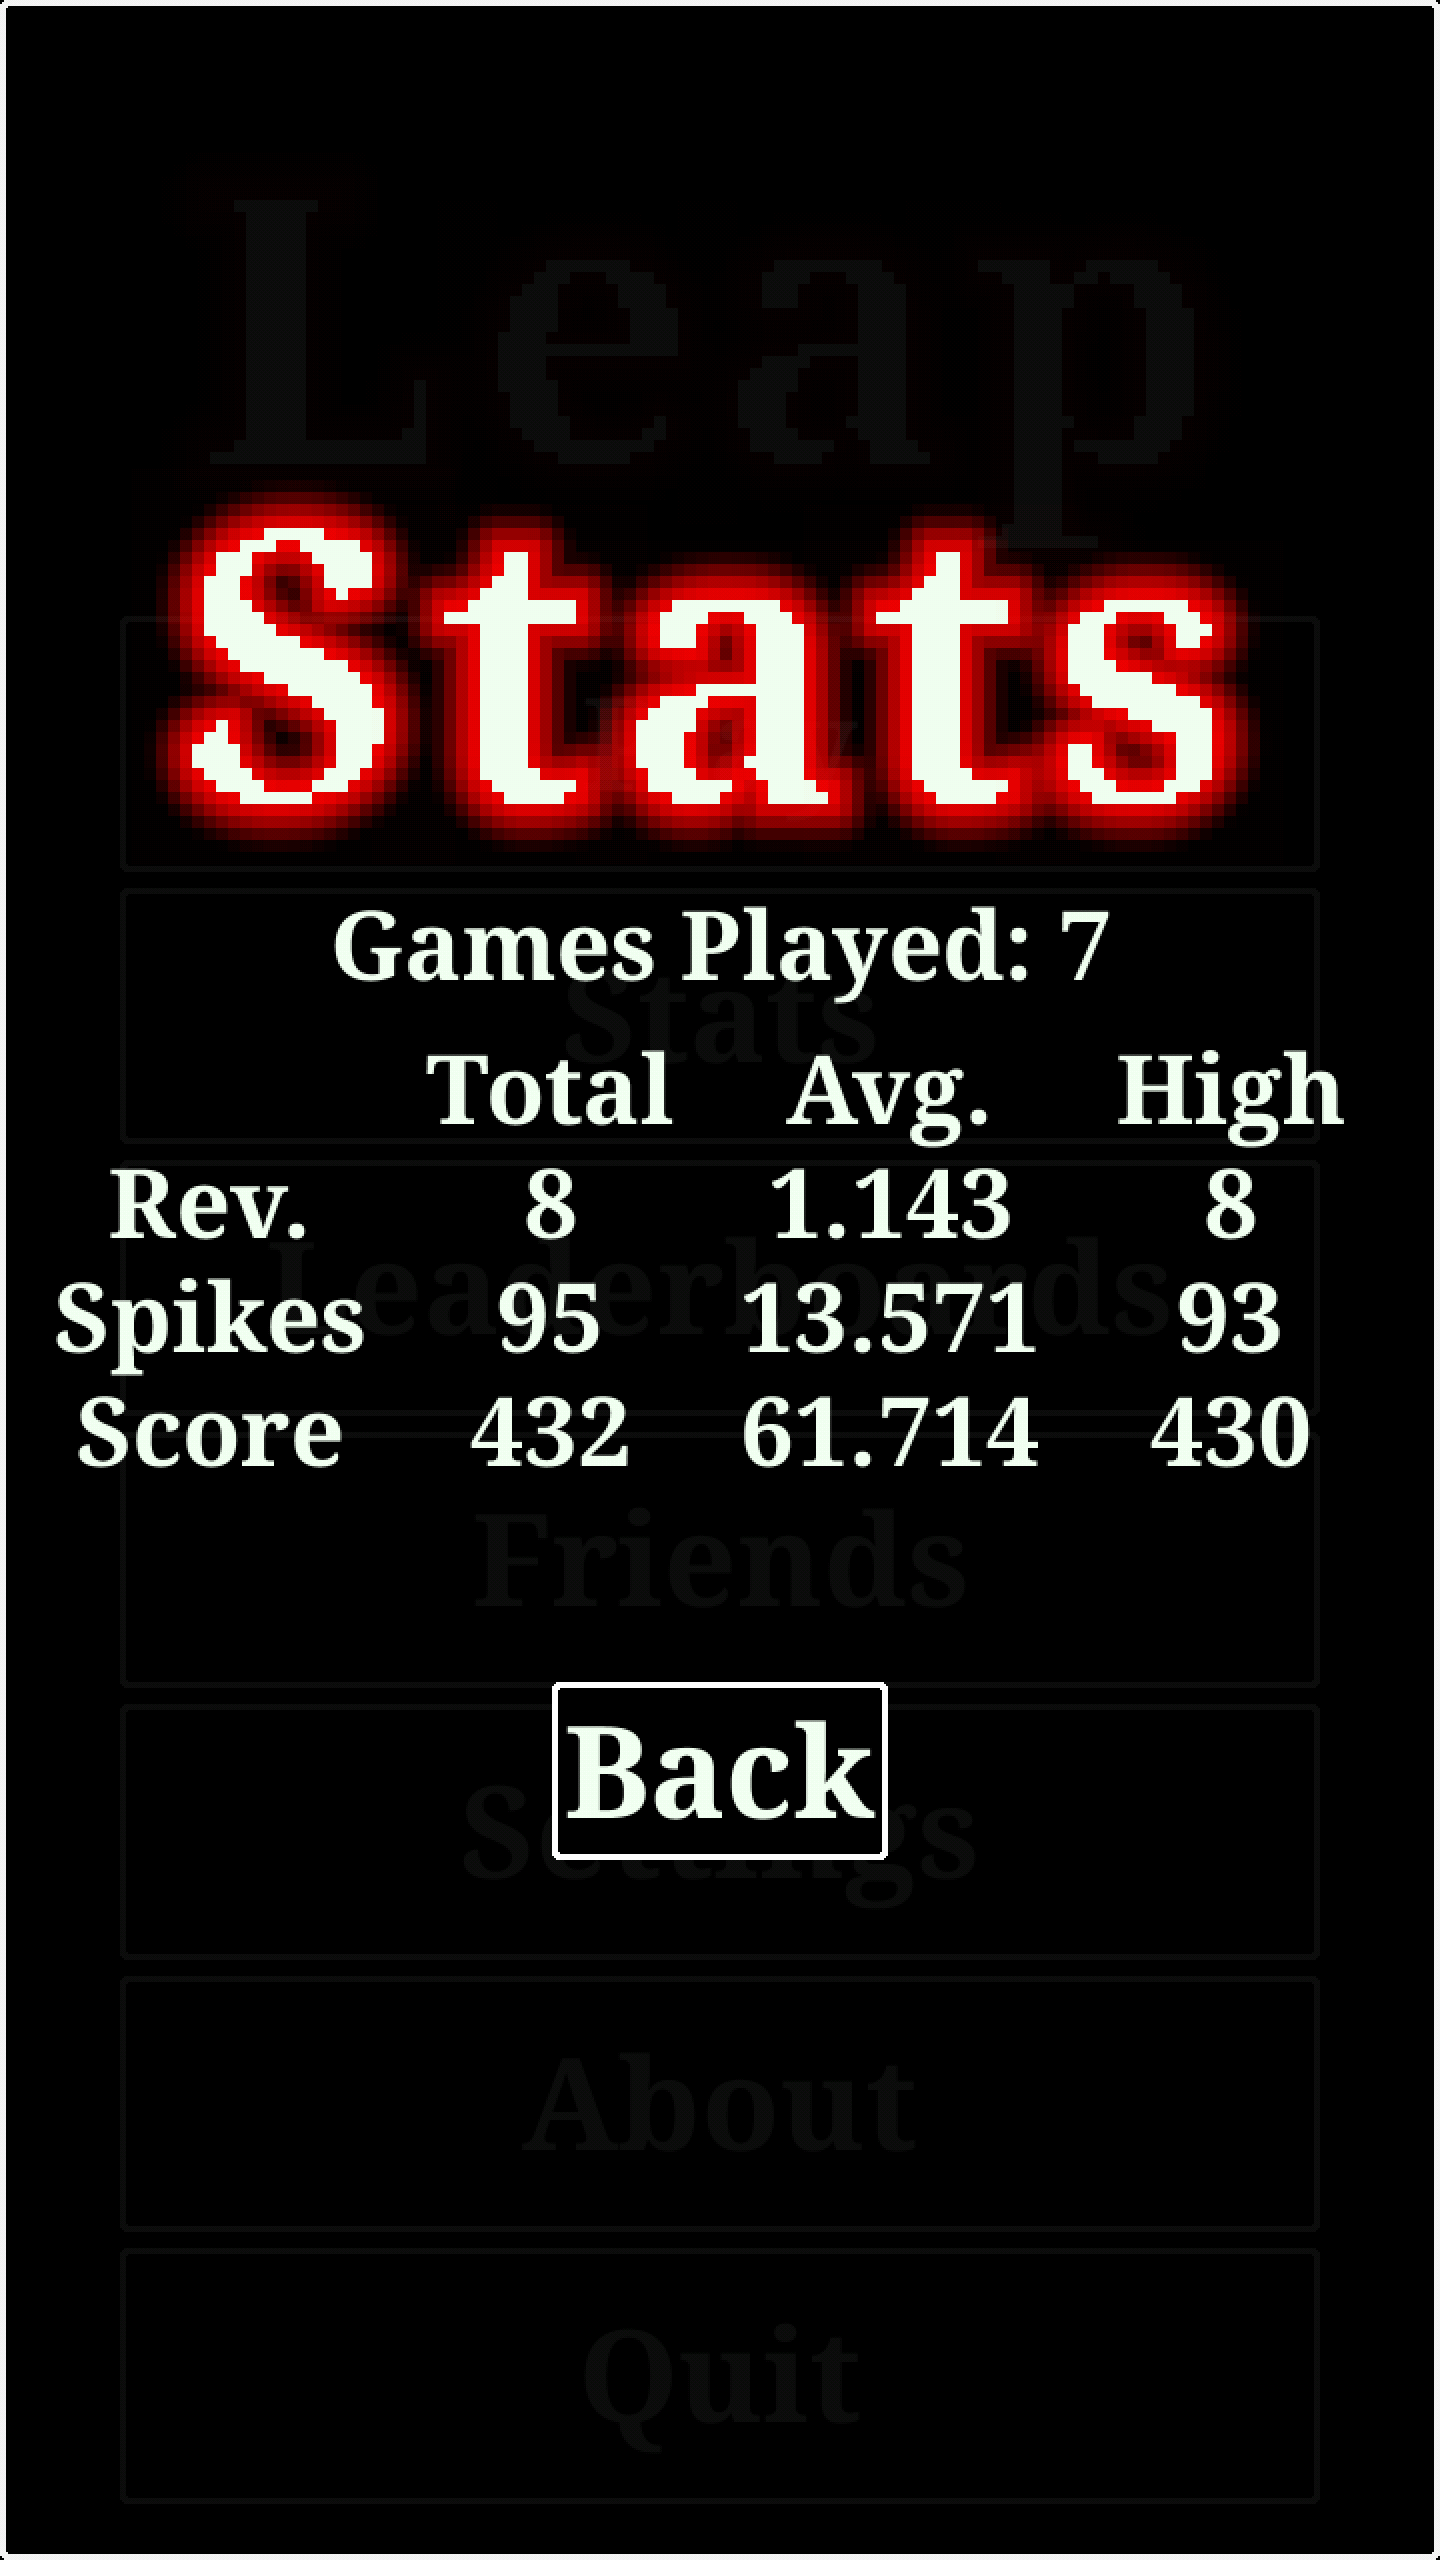 Leap
Stats
Games Played: 7
Stats
Total Avg. High
Rev. 8 1.143 8
Leaderboards
Spikes 95 13.571 93
Score 432 61.714 430
Friends
Back
Settings
About
Quit